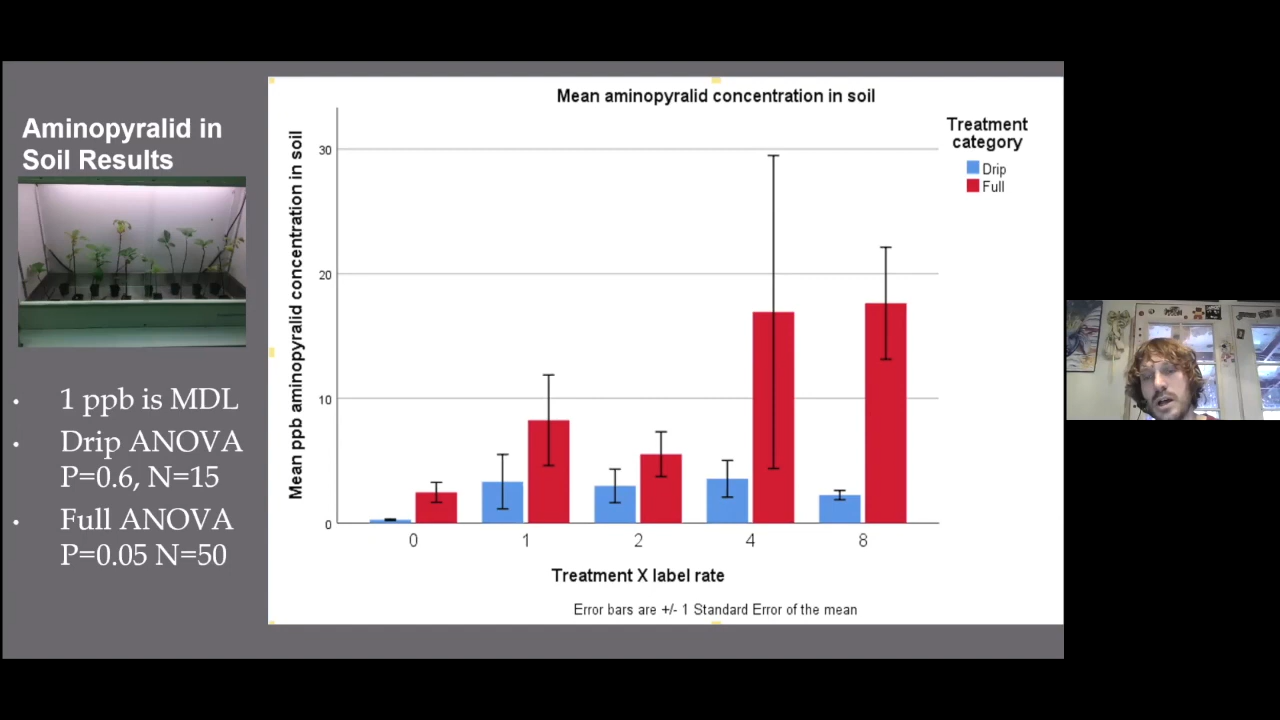 Aminopyralid in
Soil Results
• 1 ppb is MDL
• Drip ANOVA
P=0.6, N=15
• Full ANOVA
P=0.05 N=50
Mean aminopyralid concentration in soil
Mean ppb aminopyralid concentration in soil
30
20
10
0
0 1 2 4 8
Treatment X label rate
Error bars are +/- 1 Standard Error of the mean
Treatment
category
Drip
Full